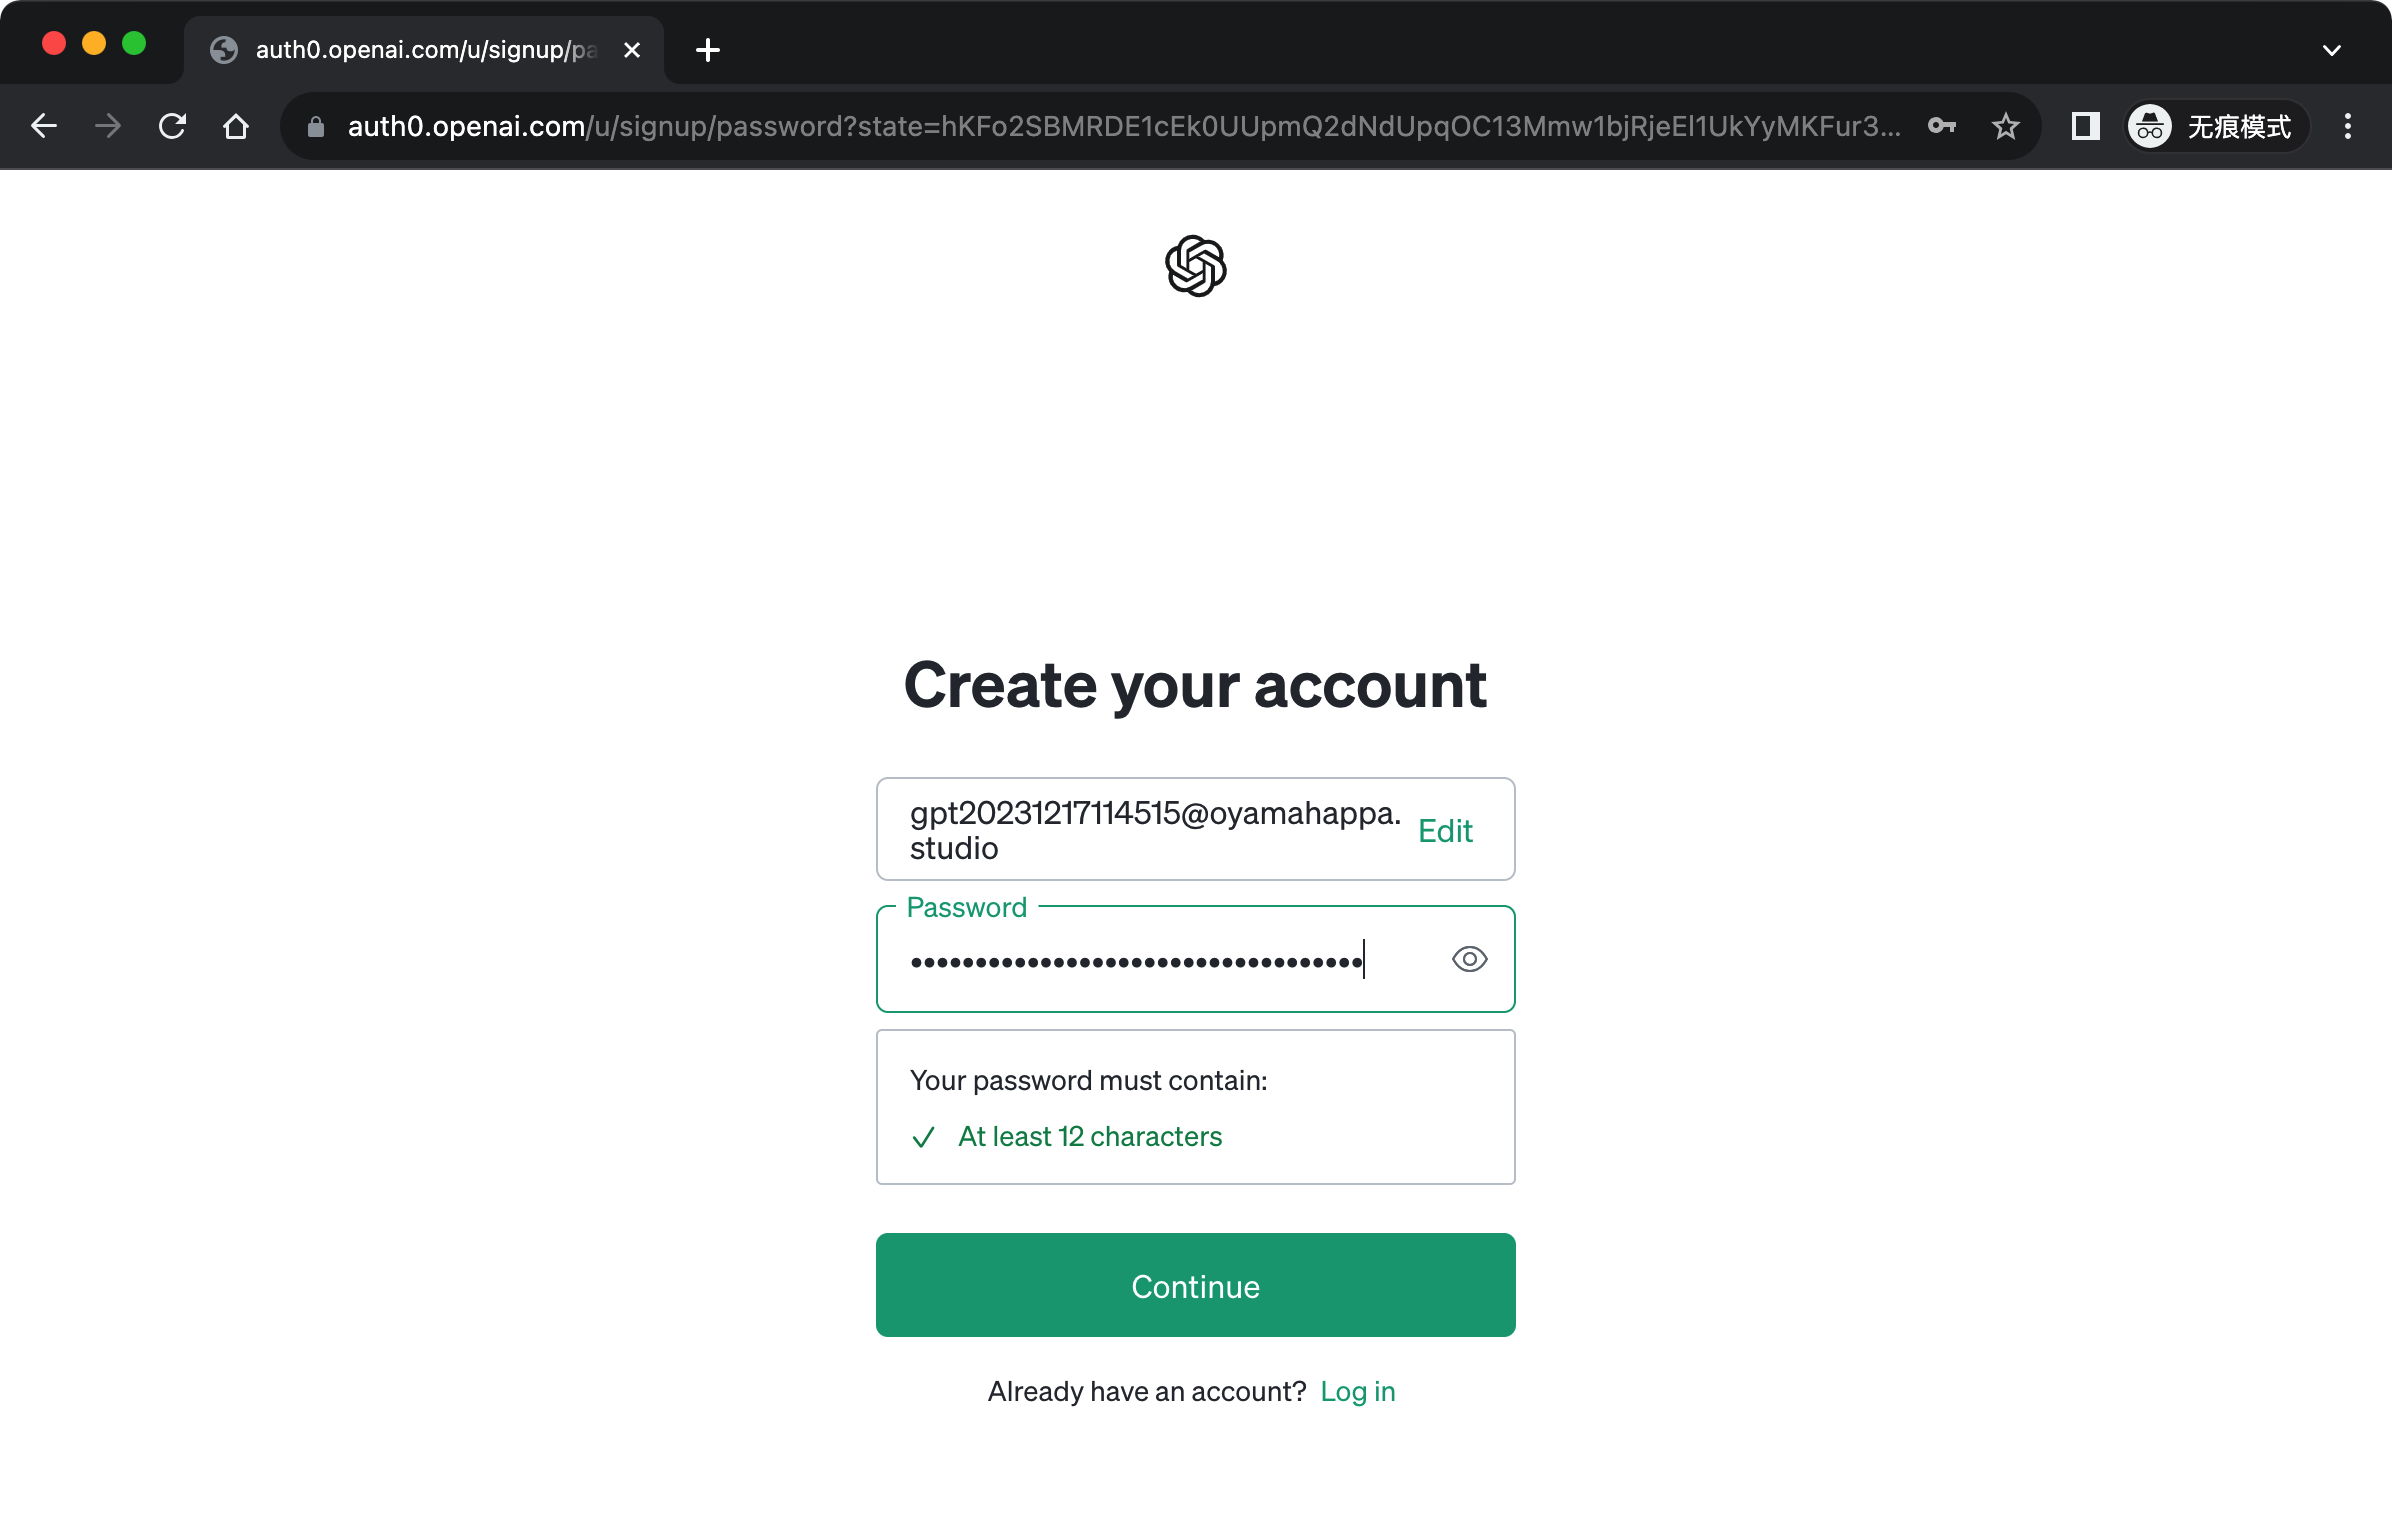 auth0.openai.com/u/signup/pa
auth0.openai.com/u/signup/password?state=hKFo2SBMRDE1cEk0UUpmQ2dNdUpqOC13Mmw1bjRjeEl1UkYyMKFur3...
无痕模式
Create your account
gpt20231217114515@oyamahappa.
studio
Edit
Password
•••••••••••••••••••••••••••••••••••
Your password must contain:
At least 12 characters
Continue
Already have an account? Log in